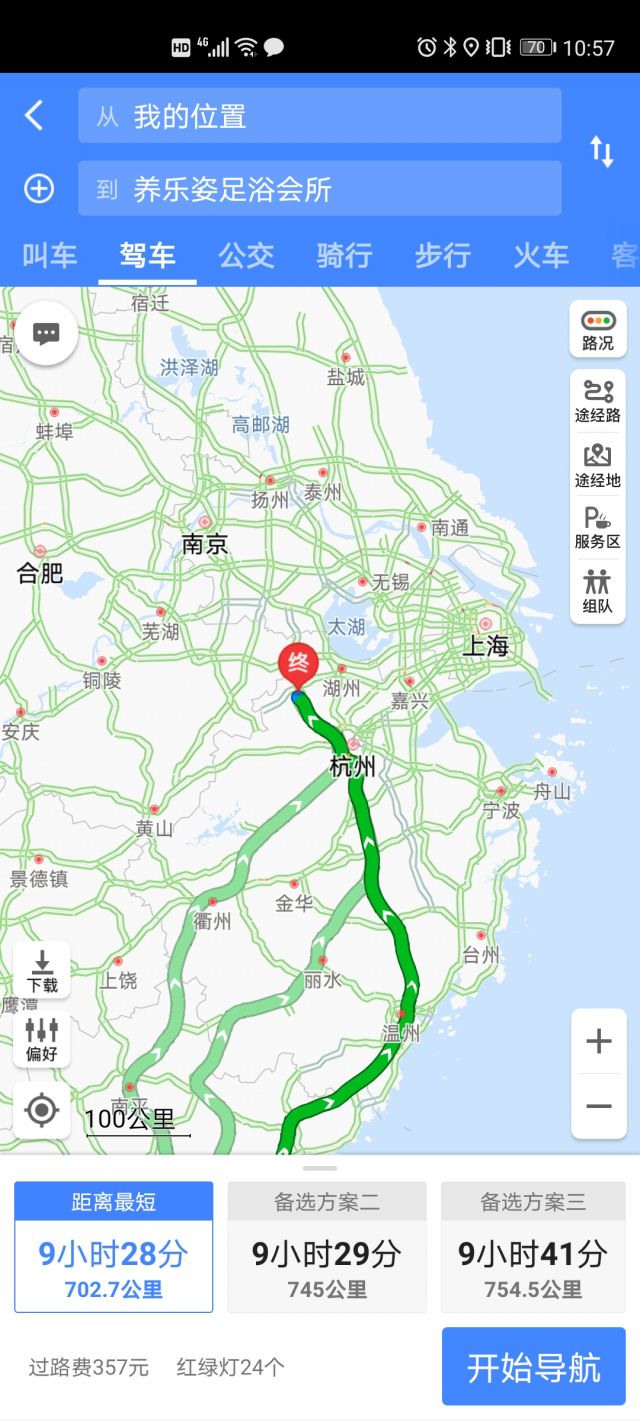 HD 4G 70 10:57
从 我的位置
到 养乐姿足浴会所
叫车 驾车 公交 骑行 步行 火车 客
宿迁
路况
洪泽湖
盐城
途经路
高邮湖
蚌埠
途经地
扬州 泰州
南通
服务区
南京
合肥
无锡
组队
芜湖
太湖
上海
终
铜陵
湖州
嘉兴
安庆
杭州
舟山
宁波
黄山
景德镇
金华
衢州
台州
下载
上饶
丽水
鹰潭
温州
偏好
南平
100公里
距离最短 备选方案二 备选方案三
9小时28分 9小时29分 9小时41分
702.7公里 745公里 754.5公里
过路费357元 红绿灯24个 开始导航